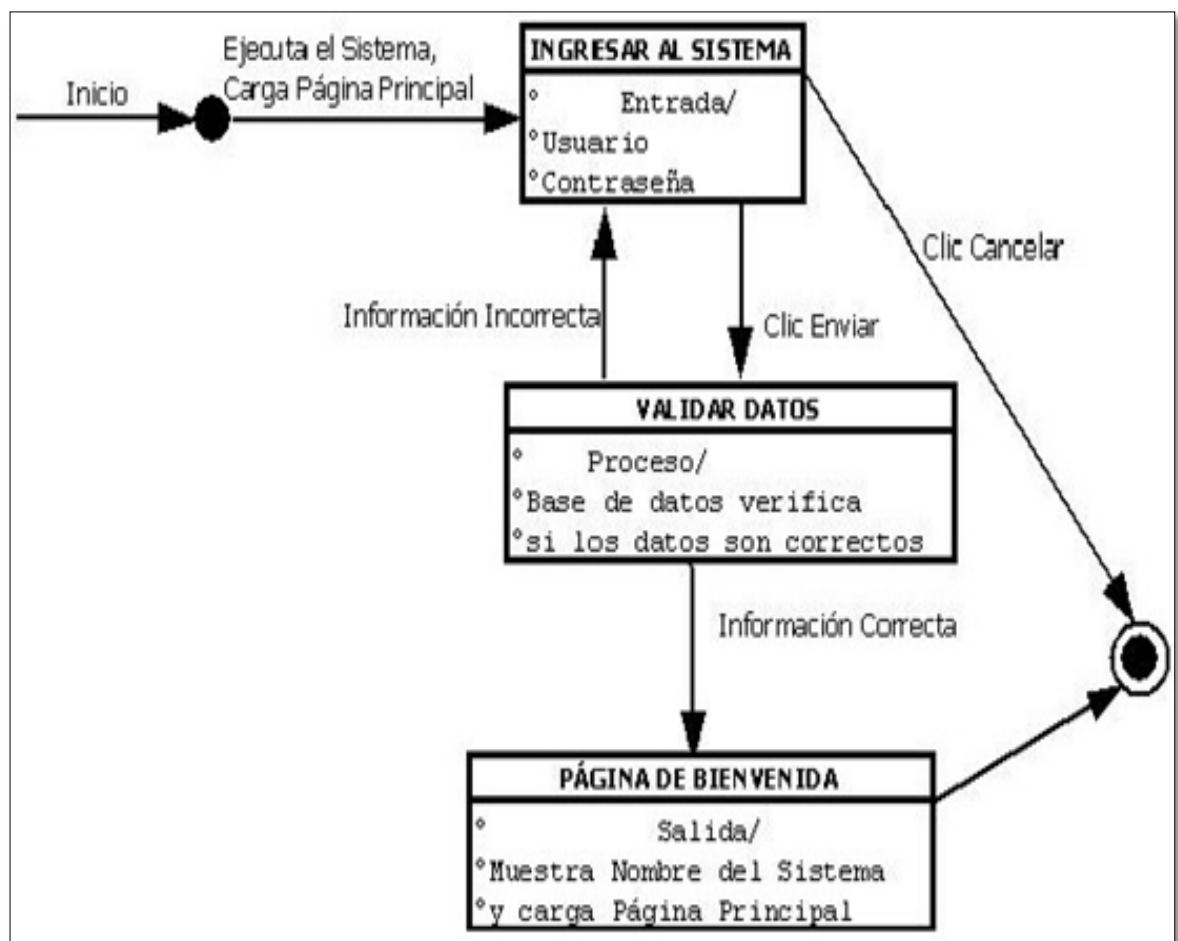 Inicio
Ejecuta el Sistema,
Carga Página Principal
INGRESAR AL SISTEMA
Entrada/
Usuario
Contraseña
Clic Cancelar
Información Incorrecta
Clic Enviar
VALIDAR DATOS
Proceso/
Base de datos verifica
si los datos son correctos
Información Correcta
PÁGINA DE BIENVENIDA
Salida/
Muestra Nombre del Sistema
y carga Página Principal